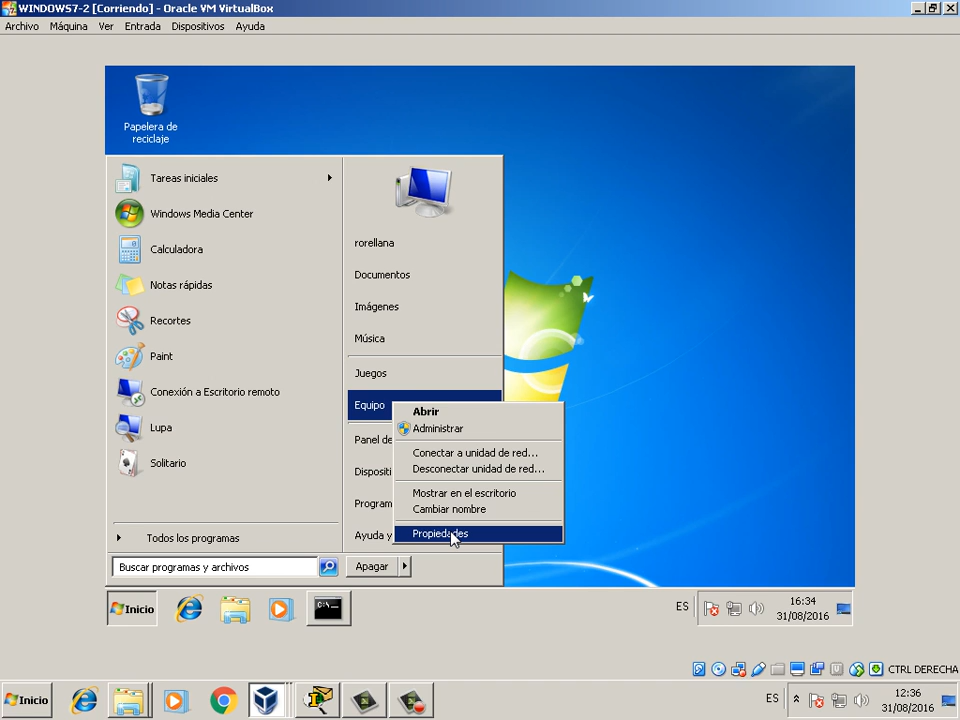 WINDOWS7-2 [Corriendo] - Oracle VM VirtualBox
Archivo Máquina Ver Entrada Dispositivos Ayuda
Papelera de
reciclaje
Tareas iniciales
Windows Media Center
Calculadora
Notas rápidas
Recortes
Paint
Conexión a Escritorio remoto
Lupa
Solitario
Todos los programas
Buscar programas y archivos
rorellana
Documentos
Imágenes
Música
Juegos
Equipo
Panel de
Dispositi
Program
Ayuda y
Apagar
Abrir
Administrar
Conectar a unidad de red...
Desconectar unidad de red...
Mostrar en el escritorio
Cambiar nombre
Propiedades
Inicio
C:\
ES
16:34
31/08/2016
CTRL DERECHA
Inicio
ES
12:36
31/08/2016